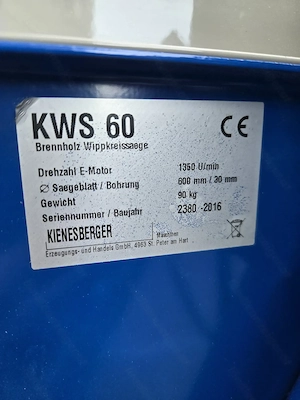 KWS 60 CE
Brennholz Wippkreissaege
Drehzahl E-Motor 1350 U/min
Ø Saegeblatt / Bohrung 600 mm / 30 mm
Gewicht 90 kg
Seriennummer / Baujahr 2380 -2016
KIENESBERGER Maschinen
Erzeugungs- und Handels GmbH, 4963 St. Peter am Hart